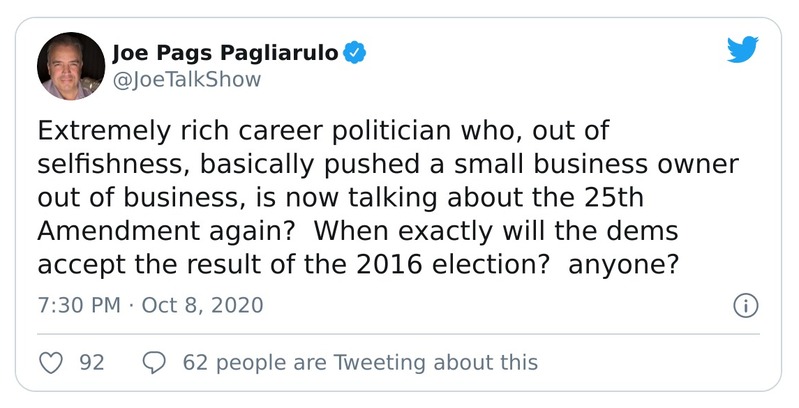 Joe Pags Pagliarulo
@JoeTalkShow
Extremely rich career politician who, out of
selfishness, basically pushed a small business owner
out of business, is now talking about the 25th
Amendment again?  When exactly will the dems
accept the result of the 2016 election?  anyone?
7:30 PM · Oct 8, 2020
92
62 people are Tweeting about this